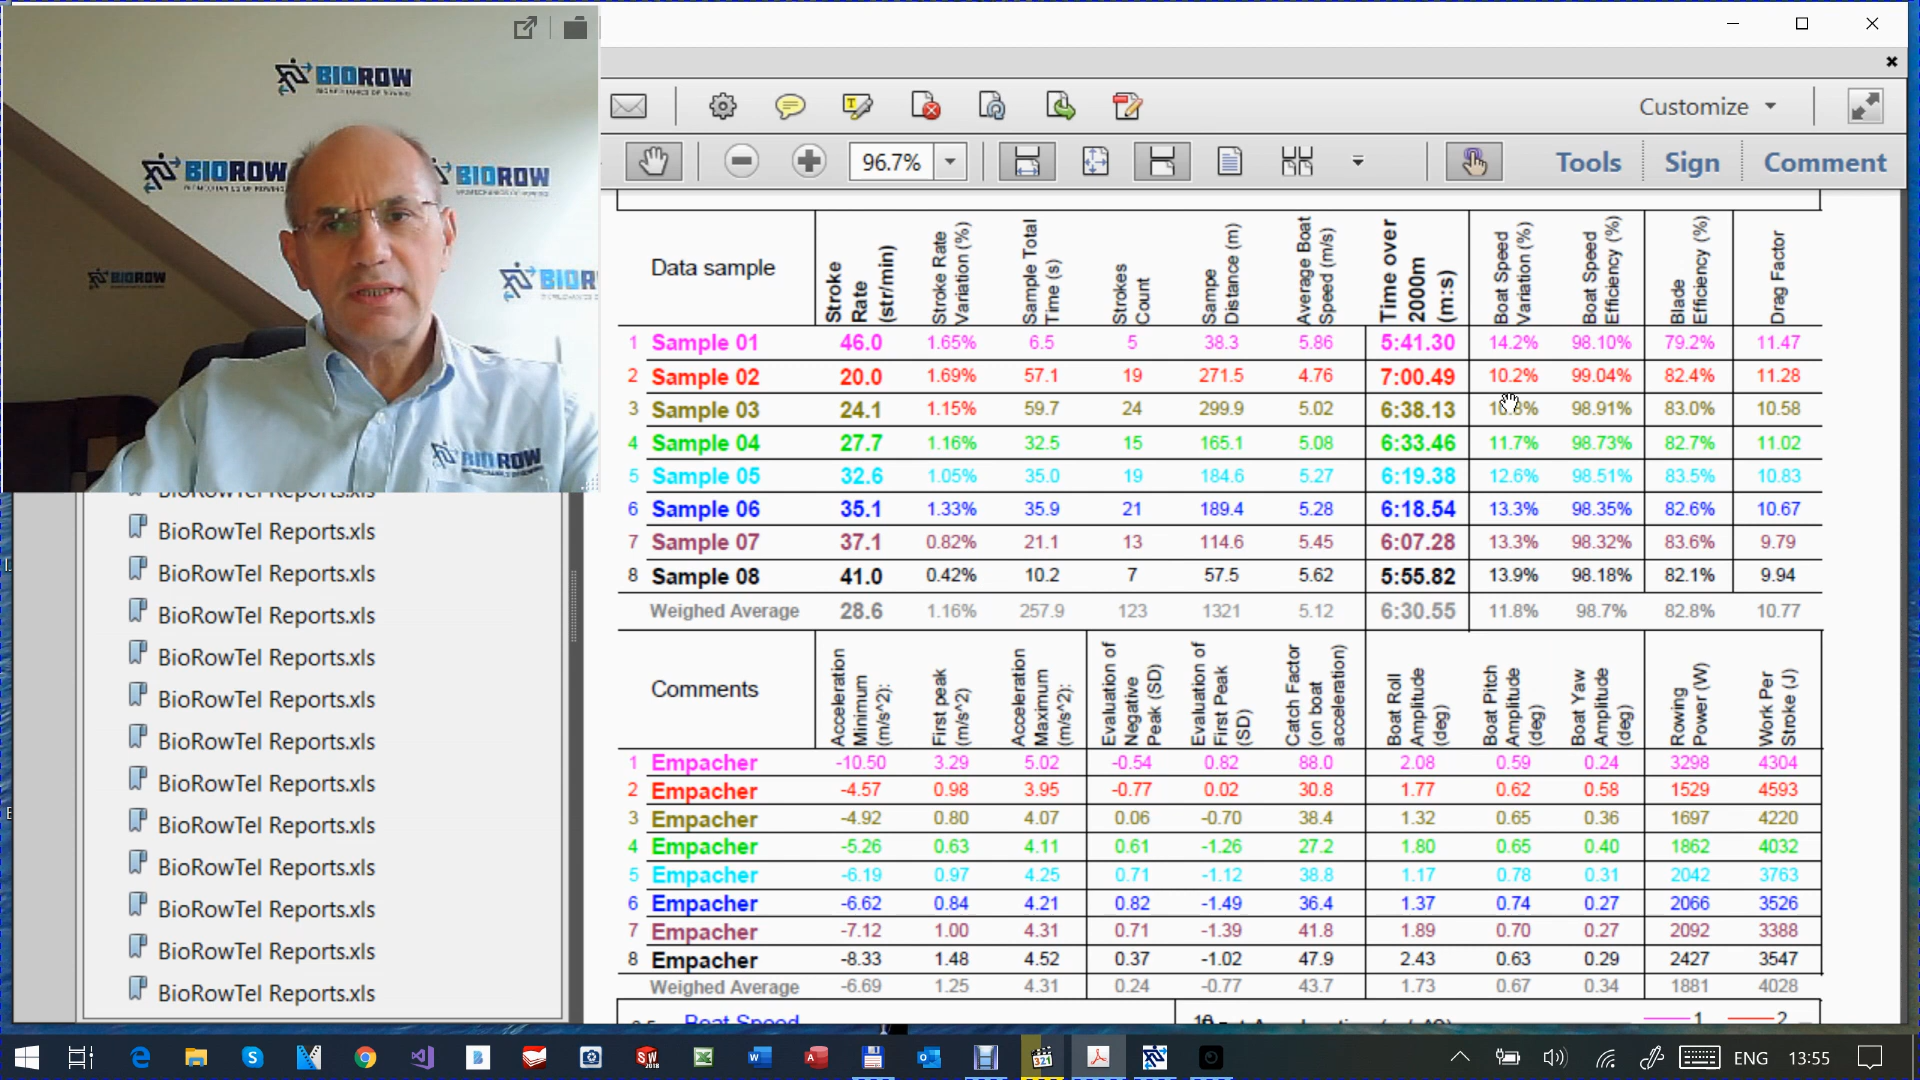 BIOROW
BIOMECHANICS OF ROWING
BIOROW
BIOROW
BIOROW
BIOROW
Customize
96.7%
Tools
Sign
Comment
Data sample
Stroke Rate (str/min)
Stroke Rate Variation (%)
Sample Total Time (s)
Strokes Count
Sampe Distance (m)
Average Boat Speed (m/s)
Time over 2000m (m:s)
Boat Speed Variation (%)
Boat Speed Efficiency (%)
Blade Efficiency (%)
Drag Factor
1 Sample 01 46.0 1.65% 6.5 5 38.3 5.86 5:41.30 14.2% 98.10% 79.2% 11.47
2 Sample 02 20.0 1.69% 57.1 19 271.5 4.76 7:00.49 10.2% 99.04% 82.4% 11.28
3 Sample 03 24.1 1.15% 59.7 24 299.9 5.02 6:38.13 98.91% 83.0% 10.58
4 Sample 04 27.7 1.16% 32.5 15 165.1 5.08 6:33.46 11.7% 98.73% 82.7% 11.02
5 Sample 05 32.6 1.05% 35.0 19 184.6 5.27 6:19.38 12.6% 98.51% 83.5% 10.83
6 Sample 06 35.1 1.33% 35.9 21 189.4 5.28 6:18.54 13.3% 98.35% 82.6% 10.67
7 Sample 07 37.1 0.82% 21.1 13 114.6 5.45 6:07.28 13.3% 98.32% 83.6% 9.79
8 Sample 08 41.0 0.42% 10.2 7 57.5 5.62 5:55.82 13.9% 98.18% 82.1% 9.94
Weighed Average 28.6 1.16% 257.9 123 1321 5.12 6:30.55 11.8% 98.7% 82.8% 10.77
Comments
Acceleration Minimum (m/s^2):
First peak (m/s^2)
Acceleration Maximum (m/s^2):
Evaluation of Negative Peak (SD)
Evaluation of First Peak (SD)
Catch Factor (on boat acceleration)
Boat Roll Amplitude (deg)
Boat Pitch Amplitude (deg)
Boat Yaw Amplitude (deg)
Rowing Power (W)
Work Per Stroke (J)
1 Empacher -10.50 3.29 5.02 -0.54 0.82 88.0 2.08 0.59 0.24 3298 4304
2 Empacher -4.57 0.98 3.95 -0.77 0.02 30.8 1.77 0.62 0.58 1529 4593
3 Empacher -4.92 0.80 4.07 0.06 -0.70 38.4 1.32 0.65 0.36 1697 4220
4 Empacher -5.26 0.63 4.11 0.61 -1.26 27.2 1.80 0.65 0.40 1862 4032
5 Empacher -6.19 0.97 4.25 0.71 -1.12 38.8 1.17 0.78 0.31 2042 3763
6 Empacher -6.62 0.84 4.21 0.82 -1.49 36.4 1.37 0.74 0.27 2066 3526
7 Empacher -7.12 1.00 4.31 0.71 -1.39 41.8 1.89 0.70 0.27 2092 3388
8 Empacher -8.33 1.48 4.52 0.37 -1.02 47.9 2.43 0.63 0.29 2427 3547
Weighed Average -6.69 1.25 4.31 0.24 -0.77 43.7 1.73 0.67 0.34 1881 4028
Boat Speed
1 2
BioRowTel Reports.xls
BioRowTel Reports.xls
BioRowTel Reports.xls
BioRowTel Reports.xls
BioRowTel Reports.xls
BioRowTel Reports.xls
BioRowTel Reports.xls
BioRowTel Reports.xls
BioRowTel Reports.xls
BioRowTel Reports.xls
BioRowTel Reports.xls
BioRowTel Reports.xls
BioRowTel Reports.xls
ENG 13:55